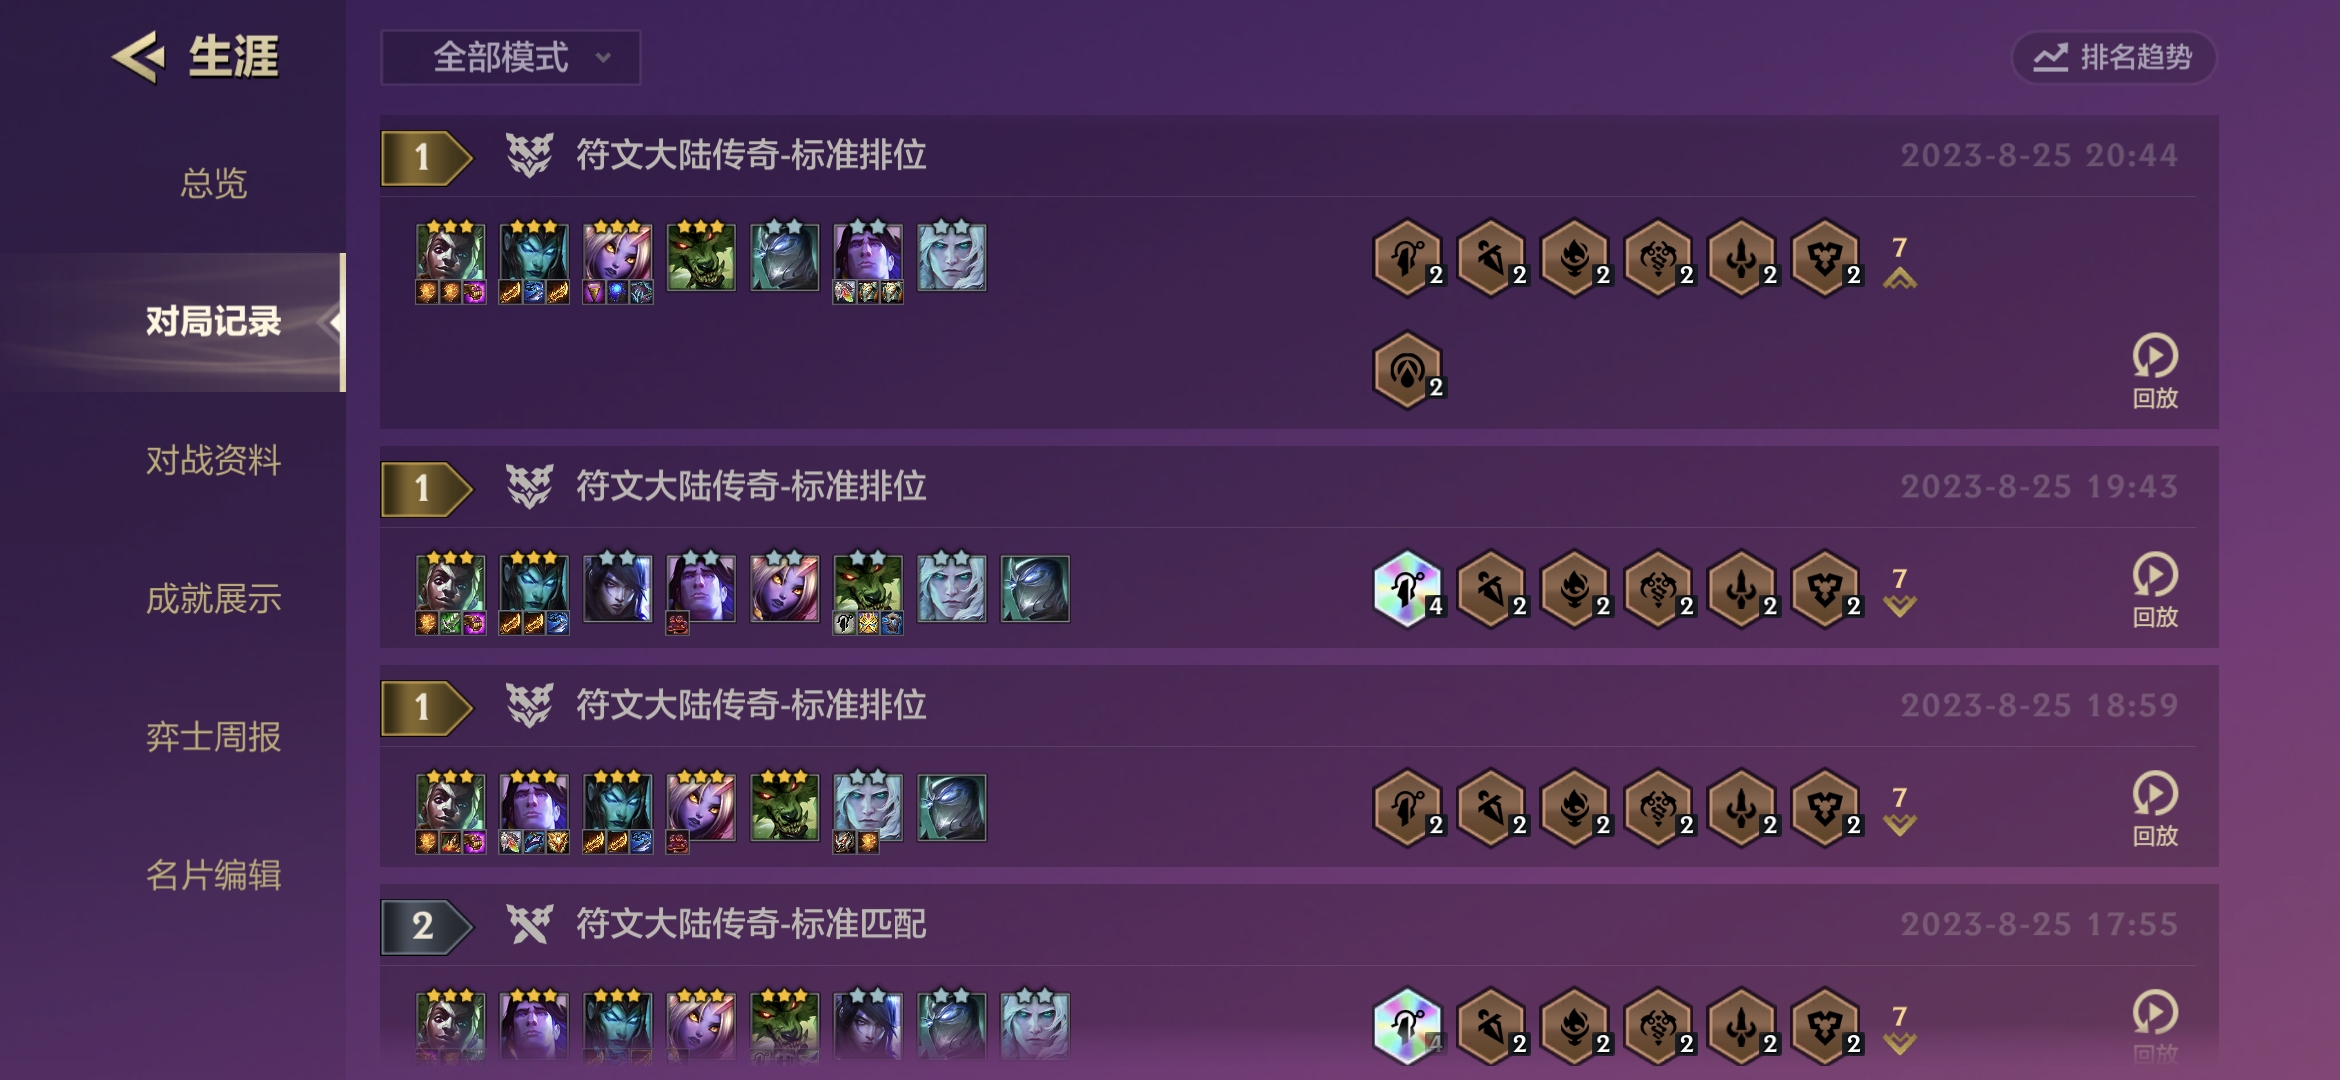 生涯
全部模式
排名趋势
总览
对局记录
对战资料
成就展示
弈士周报
名片编辑
1 符文大陆传奇-标准排位 2023-8-25 20:44
2 2 2 2 2 2 7
2
回放
1 符文大陆传奇-标准排位 2023-8-25 19:43
4 2 2 2 2 2 7
回放
1 符文大陆传奇-标准排位 2023-8-25 18:59
2 2 2 2 2 2 7
回放
2 符文大陆传奇-标准匹配 2023-8-25 17:55
4 2 2 2 2 2 7
回放